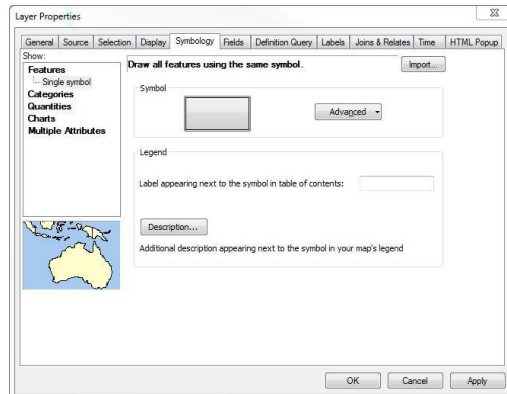 Layer Properties
General Source Selection Display Symbology Fields Definition Query Labels Joins & Relates Time HTML Popup
Show:
Features
Single symbol
Categories
Quantities
Charts
Multiple Attributes
Draw all features using the same symbol.
Import...
Symbol
Advanced
Legend
Label appearing next to the symbol in table of contents:
Description...
Additional description appearing next to the symbol in your map's legend
OK Cancel Apply